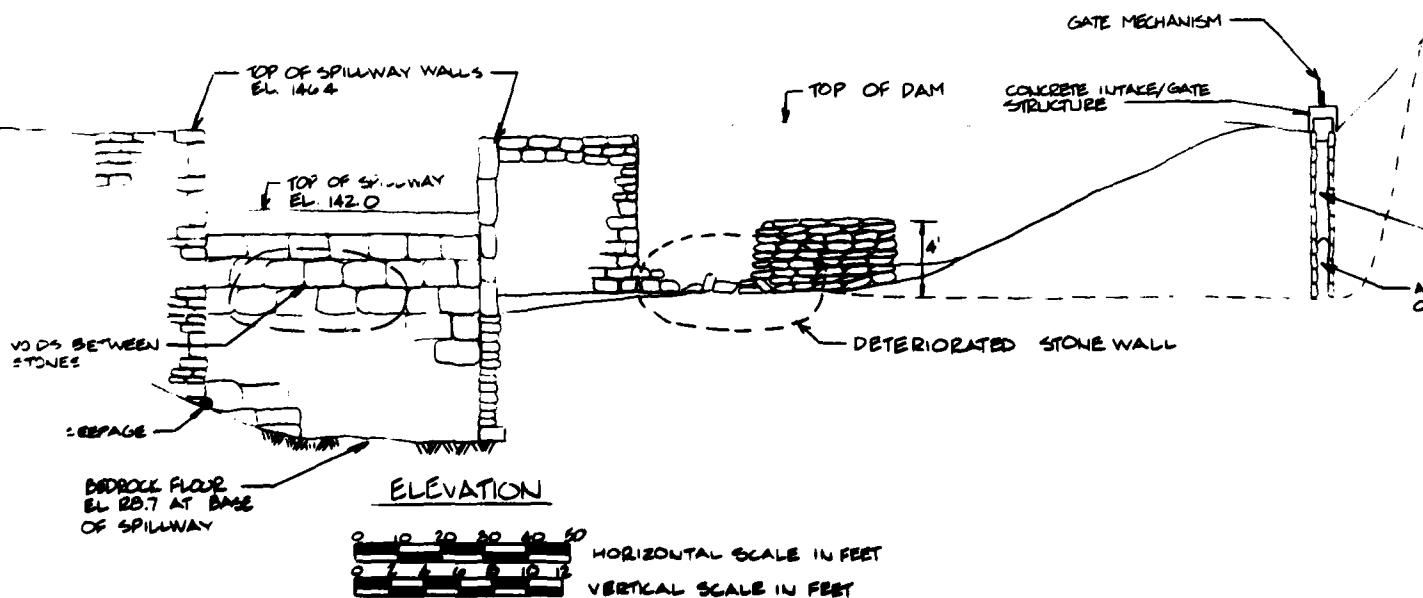 GATE MECHANISM
TOP OF SPILLWAY WALLS
EL. 146.4
TOP OF DAM
CONCRETE INTAKE/GATE
STRUCTURE
TOP OF SPILLWAY
EL. 142.0
4'
VOIDS BETWEEN
STONES
DETERIORATED STONE WALL
SEEPAGE
BEDROCK FLOOR
EL 128.7 AT BASE
OF SPILLWAY
ELEVATION
0 10 20 30 40 50
HORIZONTAL SCALE IN FEET
0 2 4 6 8 10 12
VERTICAL SCALE IN FEET